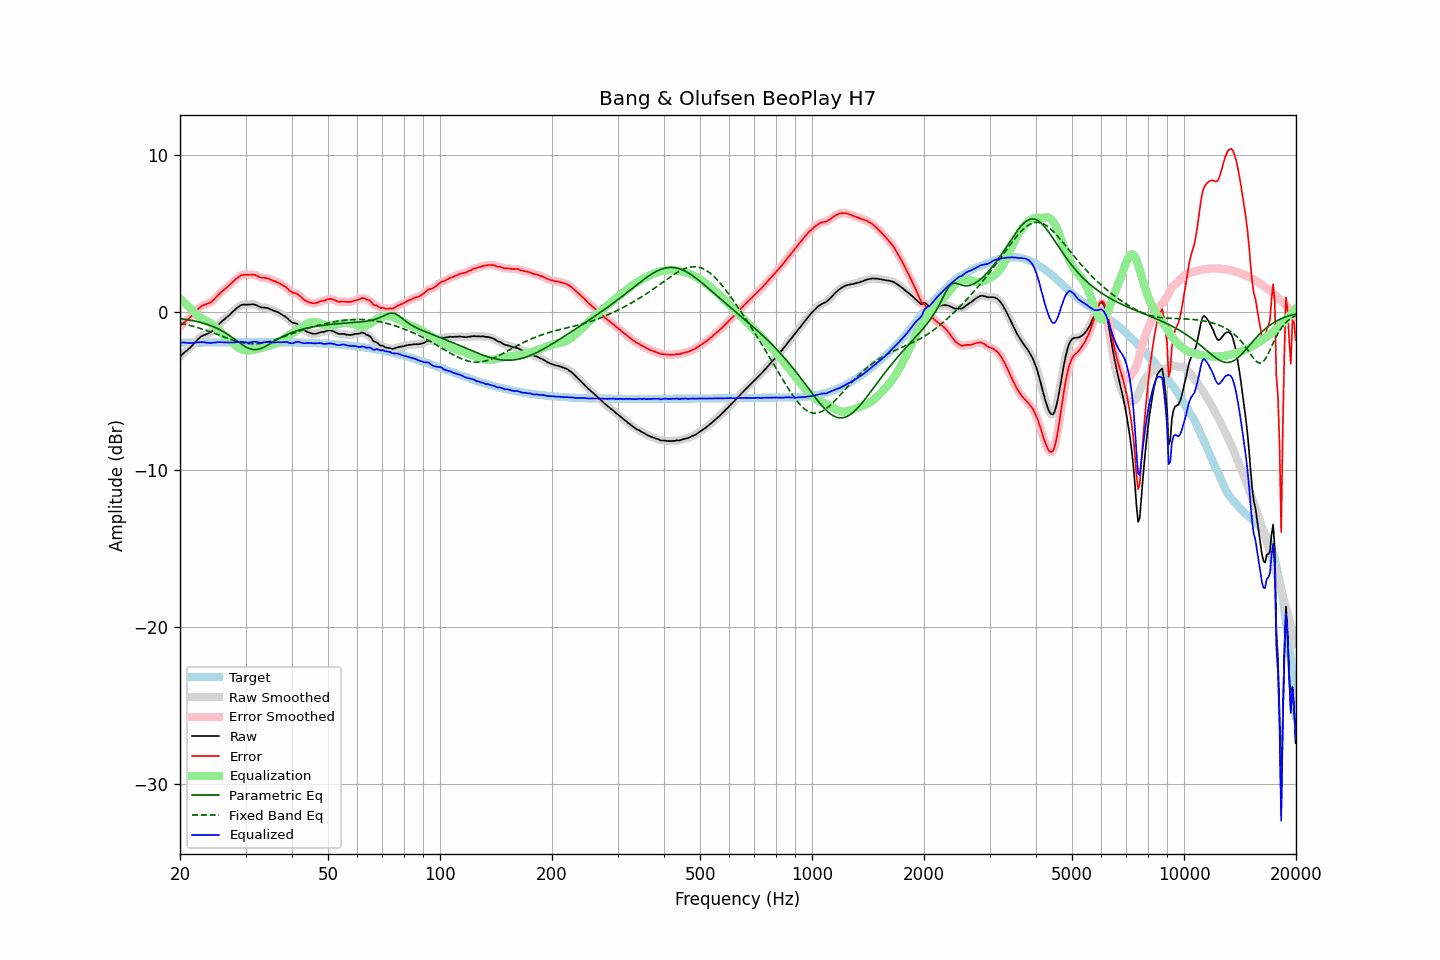 Bang & Olufsen BeoPlay H7
10
0
−10
−20
−30
Amplitude (dBr)
Target
Raw Smoothed
Error Smoothed
Raw
Error
Equalization
Parametric Eq
Fixed Band Eq
Equalized
20 50 100 200 500 1000 2000 5000 10000 20000
Frequency (Hz)